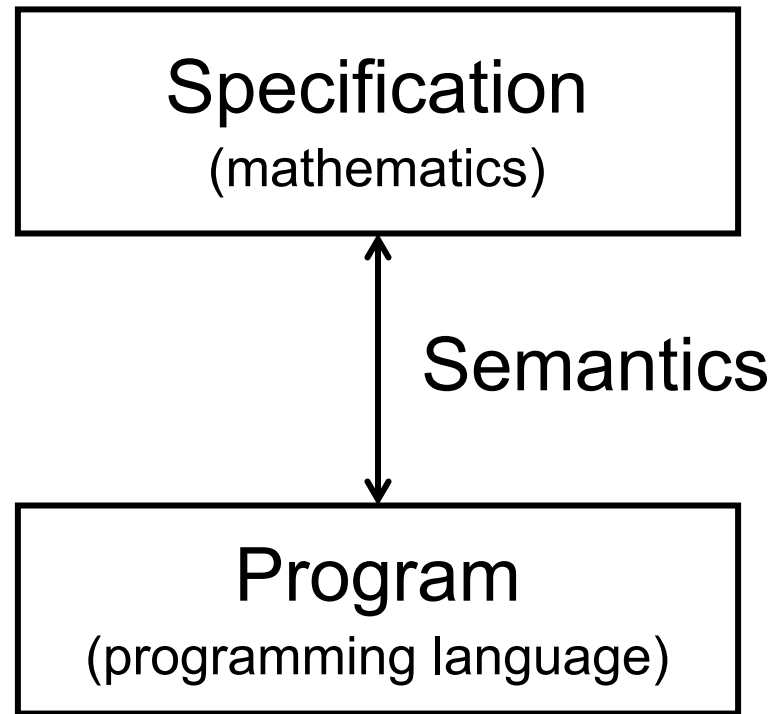 Specification
(mathematics)
Semantics
Program
(programming language)